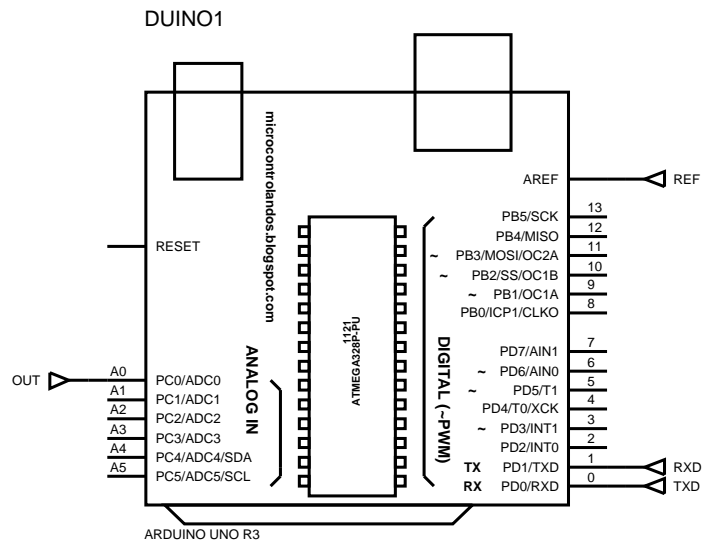 DUINO1
microcontrolandos.blogspot.com
AREF
REF
RESET
PB5/SCK 13
PB4/MISO 12
~ PB3/MOSI/OC2A 11
~ PB2/SS/OC1B 10
~ PB1/OC1A 9
PB0/ICP1/CLKO 8
1121
ATMEGA328P-PU
DIGITAL (~PWM)
PD7/AIN1 7
~ PD6/AIN0 6
~ PD5/T1 5
PD4/T0/XCK 4
~ PD3/INT1 3
PD2/INT0 2
TX PD1/TXD 1 RXD
RX PD0/RXD 0 TXD
ANALOG IN
OUT A0 PC0/ADC0
A1 PC1/ADC1
A2 PC2/ADC2
A3 PC3/ADC3
A4 PC4/ADC4/SDA
A5 PC5/ADC5/SCL
ARDUINO UNO R3